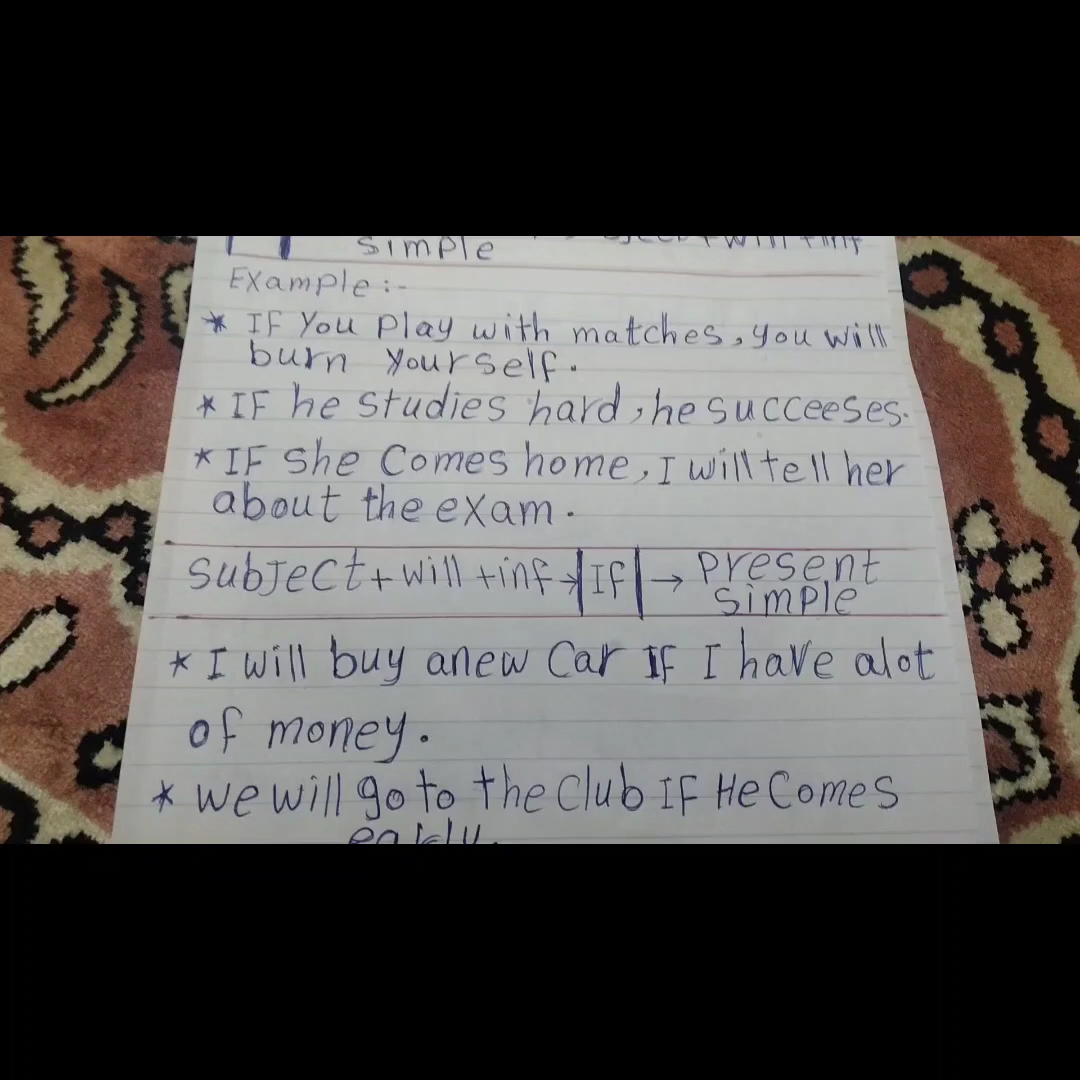 simple + will + inf
Example :-
* IF You Play with matches, you will
burn yourself.
* IF he studies hard, he succeeses.
* IF she Comes home, I will tell her
about the exam.
Subject + will + inf → If → Present
simple
* I will buy anew Car IF I have alot
of money.
* we will go to the Club IF He Comes